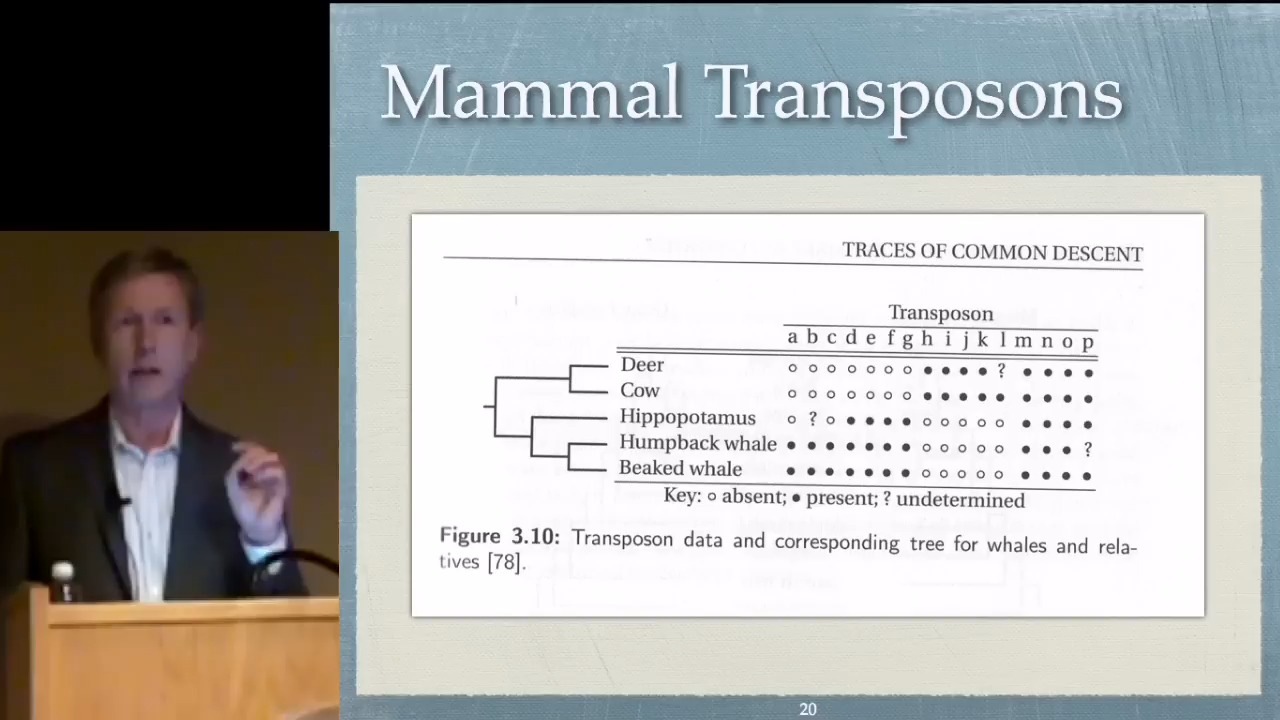 Mammal Transposons
TRACES OF COMMON DESCENT
Transposon
a b c d e f g h i j k l m n o p
Deer ○ ○ ○ ○ ○ ○ ○ ● ● ● ● ? ● ● ● ●
Cow ○ ○ ○ ○ ○ ○ ○ ● ● ● ● ● ● ● ● ●
Hippopotamus ○ ? ○ ● ● ● ● ○ ○ ○ ○ ○ ● ● ● ●
Humpback whale ● ● ● ● ● ● ● ○ ○ ○ ○ ○ ● ● ● ?
Beaked whale ● ● ● ● ● ● ● ○ ○ ○ ○ ○ ● ● ● ●
Key: ○ absent; ● present; ? undetermined
Figure 3.10: Transposon data and corresponding tree for whales and rela-
tives [78].
20